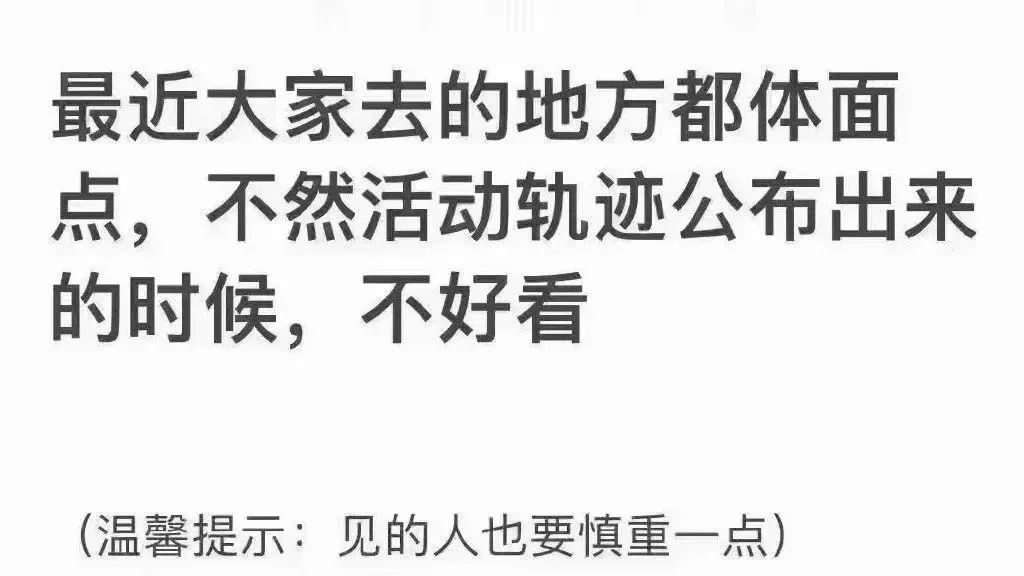 最近大家去的地方都体面
点，不然活动轨迹公布出来
的时候，不好看
（温馨提示：见的人也要慎重一点）